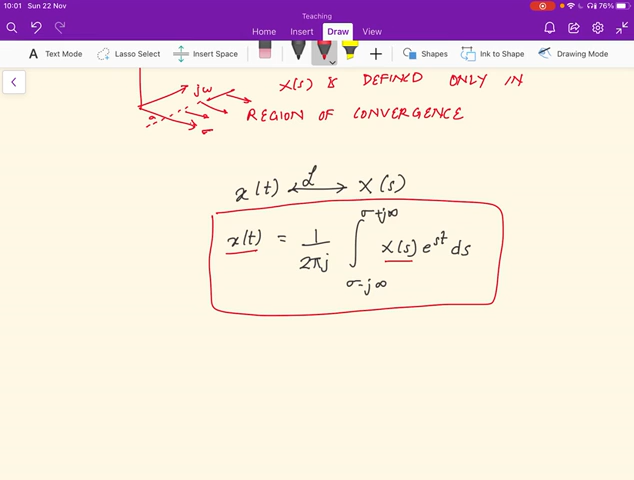 10:01 Sun 22 Nov
76%
Teaching
Home Insert Draw View
A Text Mode Lasso Select Insert Space Shapes Ink to Shape Drawing Mode
jω X(s) IS DEFINED ONLY IN
a REGION OF CONVERGENCE
σ
x(t) ⟷ℒ X(s)
σ+j∞
x(t) = 1/2πj ∫ X(s) e^st ds
σ-j∞